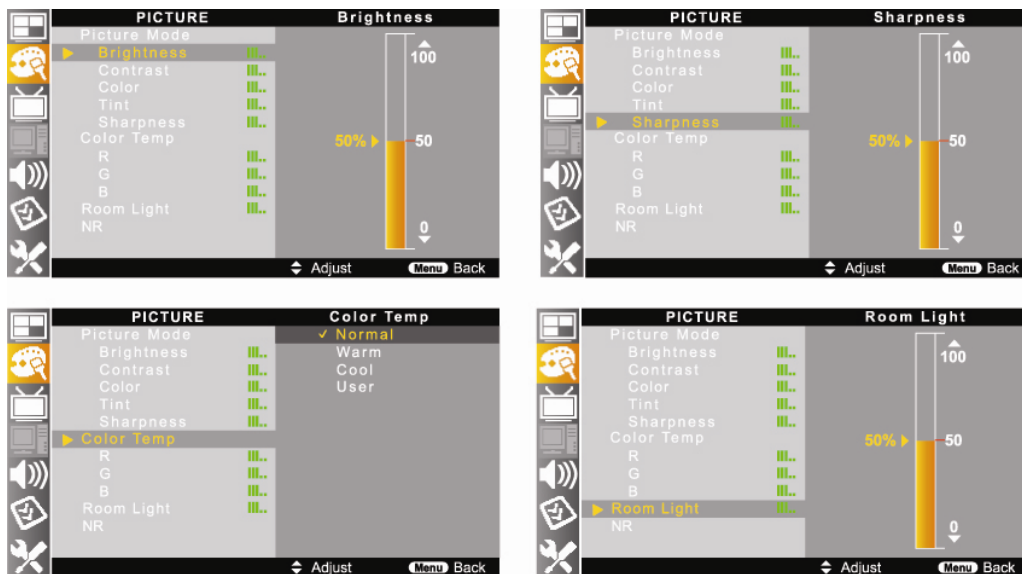 PICTURE Brightness
Picture Mode
Brightness
Contrast
Color
Tint
Sharpness
Color Temp
R
G
B
Room Light
NR
100
50% 50
0
Adjust Menu Back
PICTURE Sharpness
Picture Mode
Brightness
Contrast
Color
Tint
Sharpness
Color Temp
R
G
B
Room Light
NR
100
50% 50
0
Adjust Menu Back
PICTURE Color Temp
Picture Mode
Brightness
Contrast
Color
Tint
Sharpness
Color Temp
R
G
B
Room Light
NR
Normal
Warm
Cool
User
Adjust Menu Back
PICTURE Room Light
Picture Mode
Brightness
Contrast
Color
Tint
Sharpness
Color Temp
R
G
B
Room Light
NR
100
50% 50
0
Adjust Menu Back